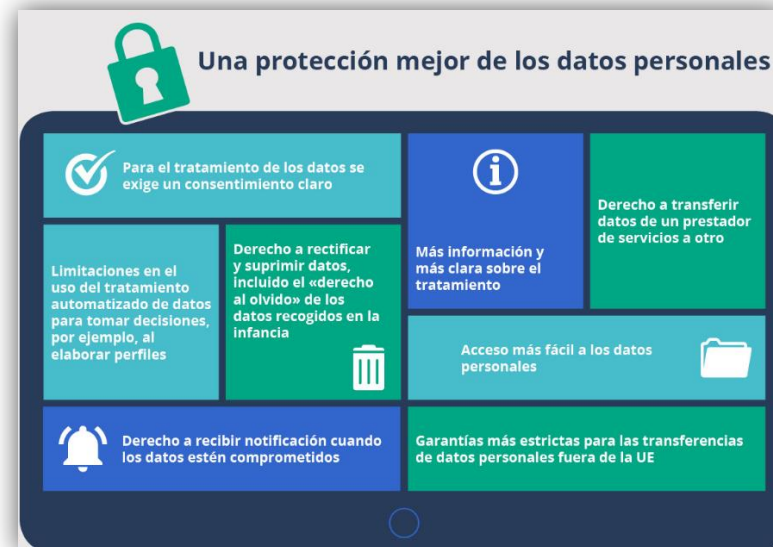 Una protección mejor de los datos personales
Para el tratamiento de los datos se
exige un consentimiento claro
Limitaciones en el
uso del tratamiento
automatizado de datos
para tomar decisiones,
por ejemplo, al
elaborar perfiles
Derecho a rectificar
y suprimir datos,
incluido el «derecho
al olvido» de los
datos recogidos en la
infancia
Más información y
más clara sobre el
tratamiento
Derecho a transferir
datos de un prestador
de servicios a otro
Acceso más fácil a los datos
personales
Derecho a recibir notificación cuando
los datos estén comprometidos
Garantías más estrictas para las transferencias
de datos personales fuera de la UE